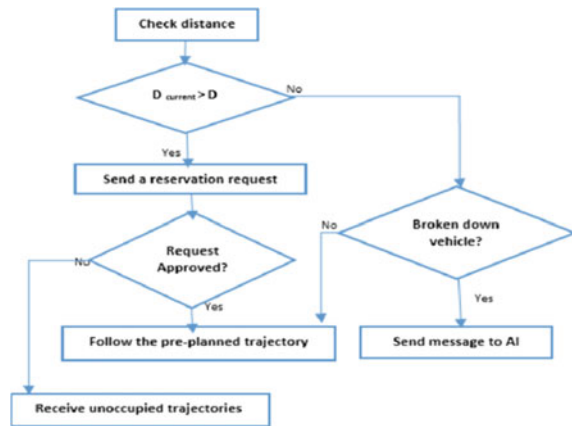 Check distance
D current > D
No
Yes
Send a reservation request
No
Broken down
vehicle?
Request
Approved?
No
Yes
Yes
Follow the pre-planned trajectory
Send message to AI
Receive unoccupied trajectories